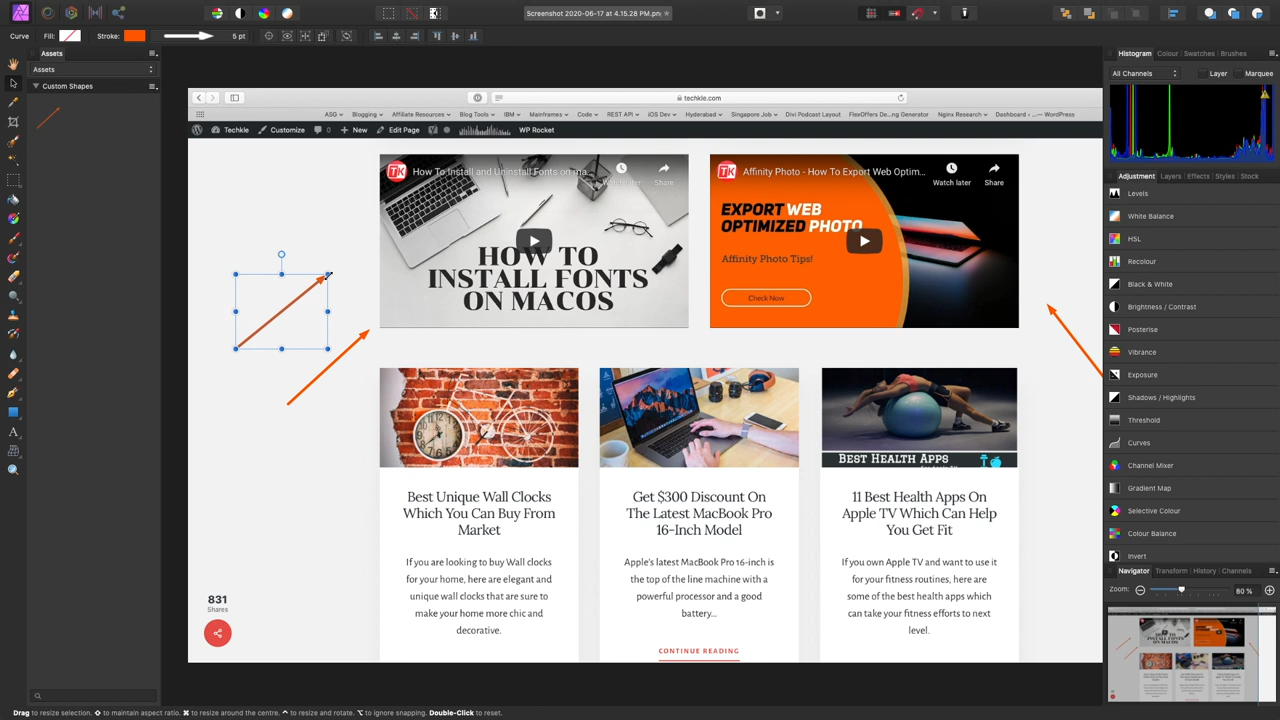 Screenshot 2020-06-17 at 4.15.28 PM.png
Curve
Fill:
Stroke:
5 pt
Assets
Assets
Custom Shapes
techkle.com
ASG
Blogging
Affiliate Resources
Blog Tools
IBM
Mainframes
Code
REST API
iOS Dev
Hyderabad
Singapore Job
Divi Podcast Layout
FlexOffers De...ng Generator
Nginx Research
Dashboard ‹ ...— WordPress
Techkle
Customize
0
New
Edit Page
WP Rocket
TK
How To Install and Uninstall Fonts on ma...
Watch later
Share
HOW TO
INSTALL FONTS
ON MACOS
TK
Affinity Photo - How To Export Web Optim...
Watch later
Share
EXPORT WEB
OPTIMIZED PHOTO
Affinity Photo Tips!
Check Now
BEST HEALTH APPS
Best Unique Wall Clocks
Which You Can Buy From
Market
If you are looking to buy Wall clocks
for your home, here are elegant and
unique wall clocks that are sure to
make your home more chic and
decorative.
Get $300 Discount On
The Latest MacBook Pro
16-Inch Model
Apple's latest MacBook Pro 16-inch is
the top of the line machine with a
powerful processor and a good
battery...
CONTINUE READING
11 Best Health Apps On
Apple TV Which Can Help
You Get Fit
If you own Apple TV and want to use it
for your fitness routines, here are
some of the best health apps which
can take your fitness efforts to next
level.
831
Shares
Histogram
Colour
Swatches
Brushes
All Channels
Layer
Marquee
Adjustment
Layers
Effects
Styles
Stock
Levels
White Balance
HSL
Recolour
Black & White
Brightness / Contrast
Posterise
Vibrance
Exposure
Shadows / Highlights
Threshold
Curves
Channel Mixer
Gradient Map
Selective Colour
Colour Balance
Invert
Navigator
Transform
History
Channels
Zoom:
80 %
Drag to resize selection. ⇧ to maintain aspect ratio. ⌘ to resize around the centre. ^ to resize and rotate. ⌥ to ignore snapping. Double-Click to reset.